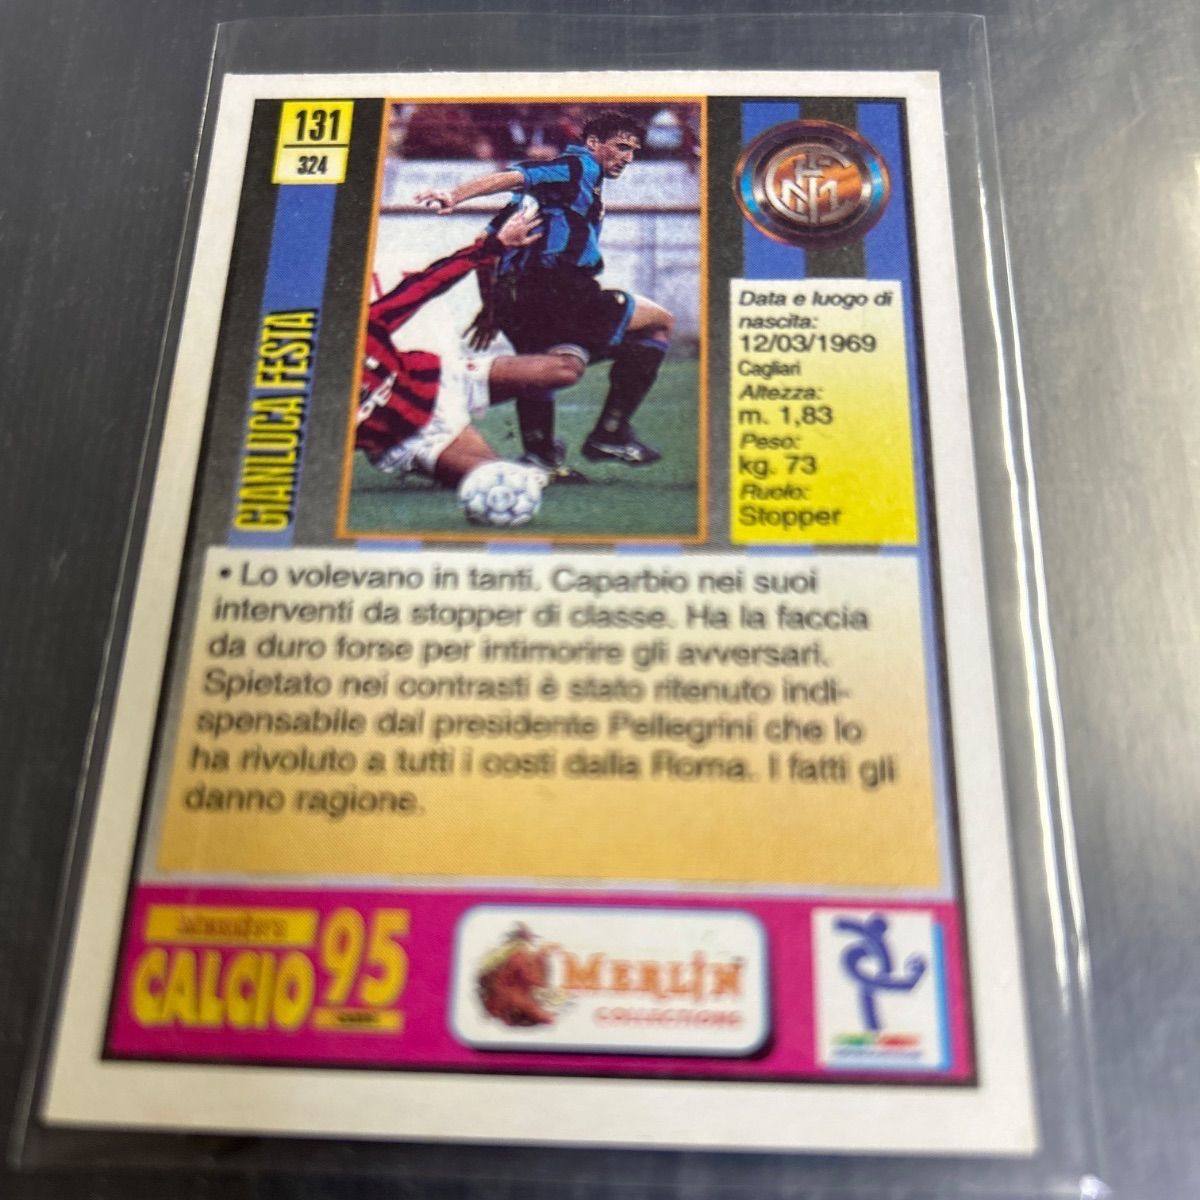 131
324
GIANLUCA FESTA
Data e luogo di
nascita:
12/03/1969
Cagliari
Altezza:
m. 1,83
Peso:
kg. 73
Ruolo:
Stopper
• Lo volevano in tanti. Caparbio nei suoi
interventi da stopper di classe. Ha la faccia
da duro forse per intimorire gli avversari.
Spietato nei contrasti è stato ritenuto indi-
spensabile dal presidente Pellegrini che lo
ha rivoluto a tutti i costi dalla Roma. I fatti gli
danno ragione.
CALCIO 95
MERLIN
COLLECTIONS